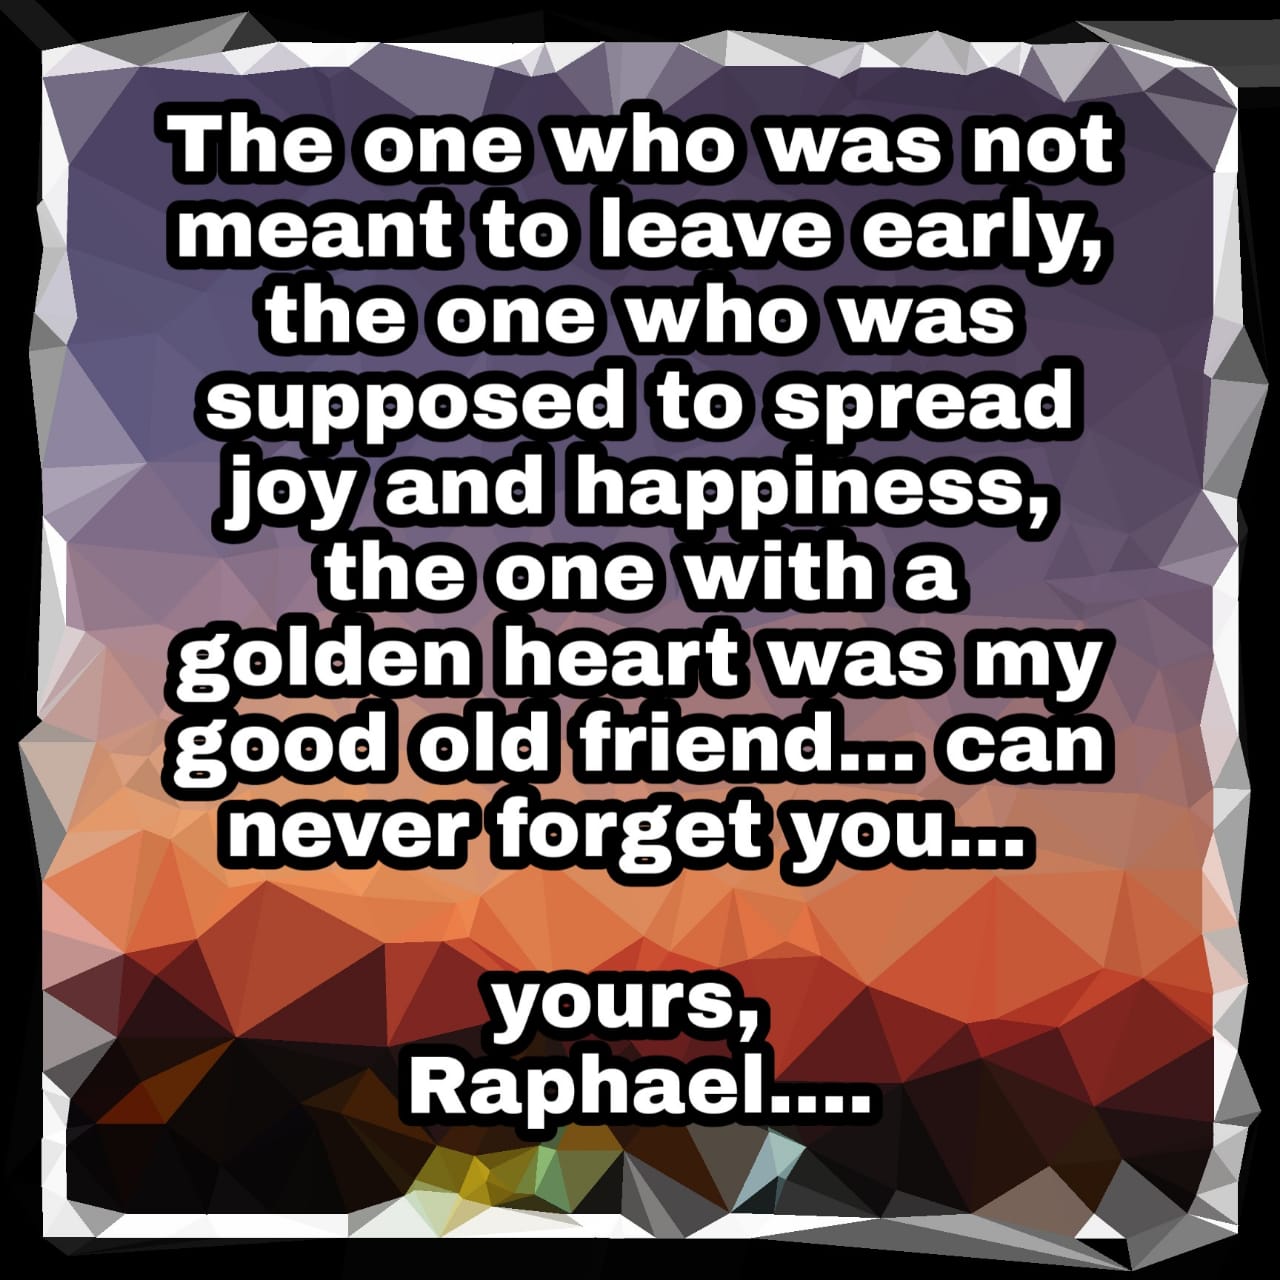 The one who was not
meant to leave early,
the one who was
supposed to spread
joy and happiness,
the one with a
golden heart was my
good old friend... can
never forget you...
yours,
Raphael....